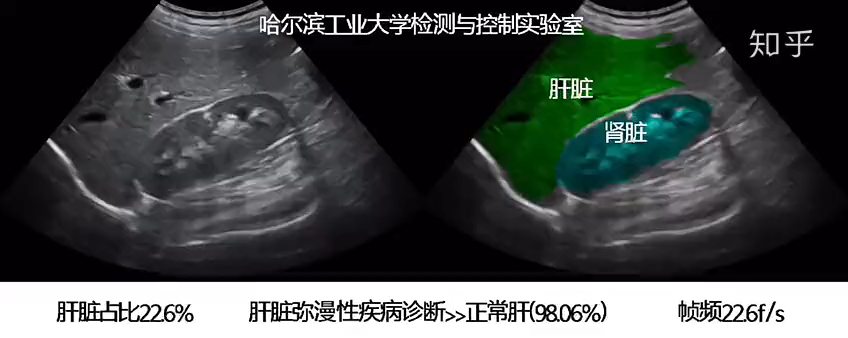 哈尔滨工业大学检测与控制实验室
知乎
肝脏
肾脏
肝脏占比22.6% 肝脏弥漫性疾病诊断>>正常肝(98.06%) 帧频22.6f/s